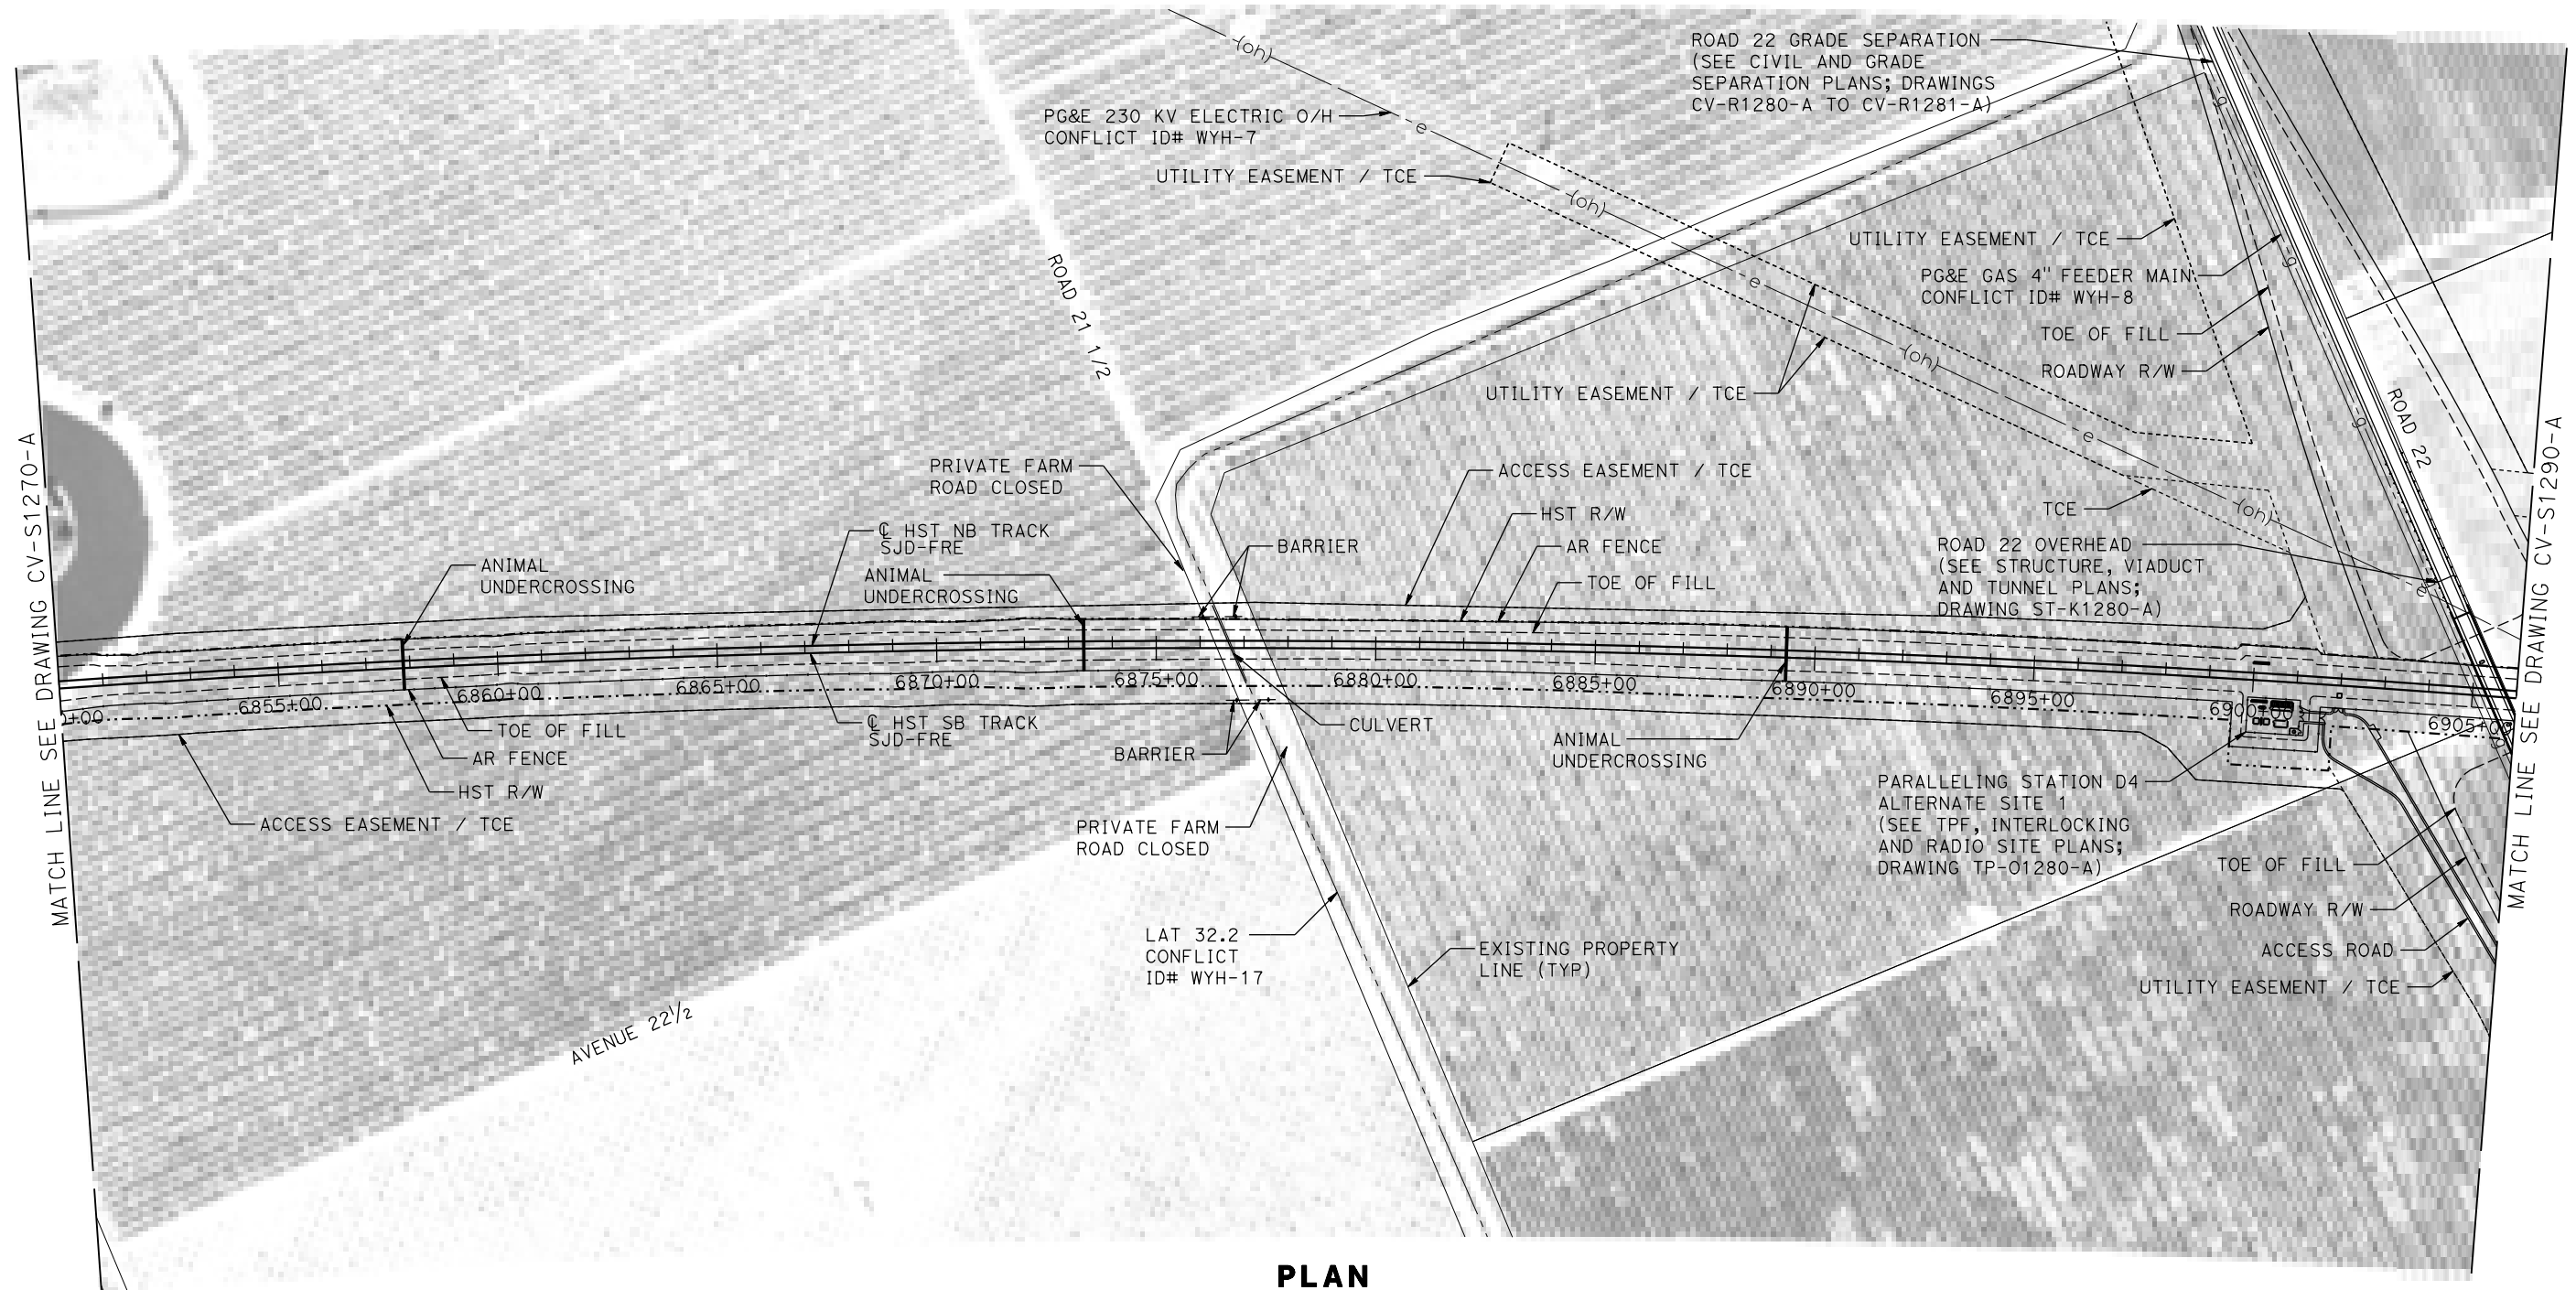 ROAD 22 GRADE SEPARATION
(SEE CIVIL AND GRADE
SEPARATION PLANS; DRAWINGS
CV-R1280-A TO CV-R1281-A)
(oh)
PG&E 230 KV ELECTRIC O/H
CONFLICT ID# WYH-7
e
g
UTILITY EASEMENT / TCE
(oh)
UTILITY EASEMENT / TCE
PG&E GAS 4" FEEDER MAIN
CONFLICT ID# WYH-8
g
e
ROAD 21 1/2
TOE OF FILL
(oh)
ROADWAY R/W
UTILITY EASEMENT / TCE
ROAD 22
g
e
PRIVATE FARM
ROAD CLOSED
ACCESS EASEMENT / TCE
TCE
(oh)
HST R/W
℄ HST NB TRACK
SJD-FRE
BARRIER
AR FENCE
ROAD 22 OVERHEAD
(SEE STRUCTURE, VIADUCT
AND TUNNEL PLANS;
DRAWING ST-K1280-A)
e
ANIMAL
UNDERCROSSING
ANIMAL
UNDERCROSSING
TOE OF FILL
MATCH LINE SEE DRAWING CV-S1270-A
MATCH LINE SEE DRAWING CV-S1290-A
0+00
6855+00
6860+00
6865+00
6870+00
6875+00
6880+00
6885+00
6890+00
6895+00
6900+00
6905+00
g
TOE OF FILL
AR FENCE
HST R/W
ACCESS EASEMENT / TCE
℄ HST SB TRACK
SJD-FRE
BARRIER
CULVERT
ANIMAL
UNDERCROSSING
PARALLELING STATION D4
ALTERNATE SITE 1
(SEE TPF, INTERLOCKING
AND RADIO SITE PLANS;
DRAWING TP-O1280-A)
PRIVATE FARM
ROAD CLOSED
TOE OF FILL
ROADWAY R/W
ACCESS ROAD
UTILITY EASEMENT / TCE
LAT 32.2
CONFLICT
ID# WYH-17
EXISTING PROPERTY
LINE (TYP)
AVENUE 22½
PLAN